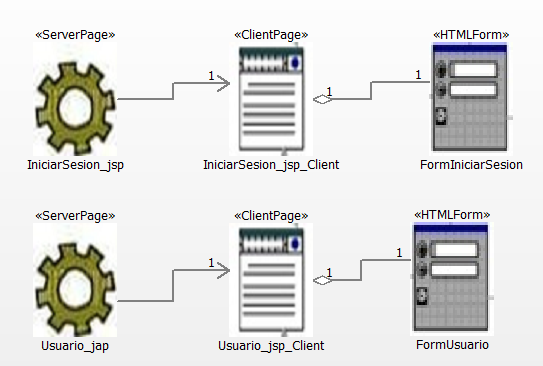 «ServerPage» «ClientPage» «HTMLForm»
1 1 1
IniciarSesion_jsp IniciarSesion_jsp_Client FormIniciarSesion
«ServerPage» «ClientPage» «HTMLForm»
1 1 1
Usuario_jap Usuario_jsp_Client FormUsuario